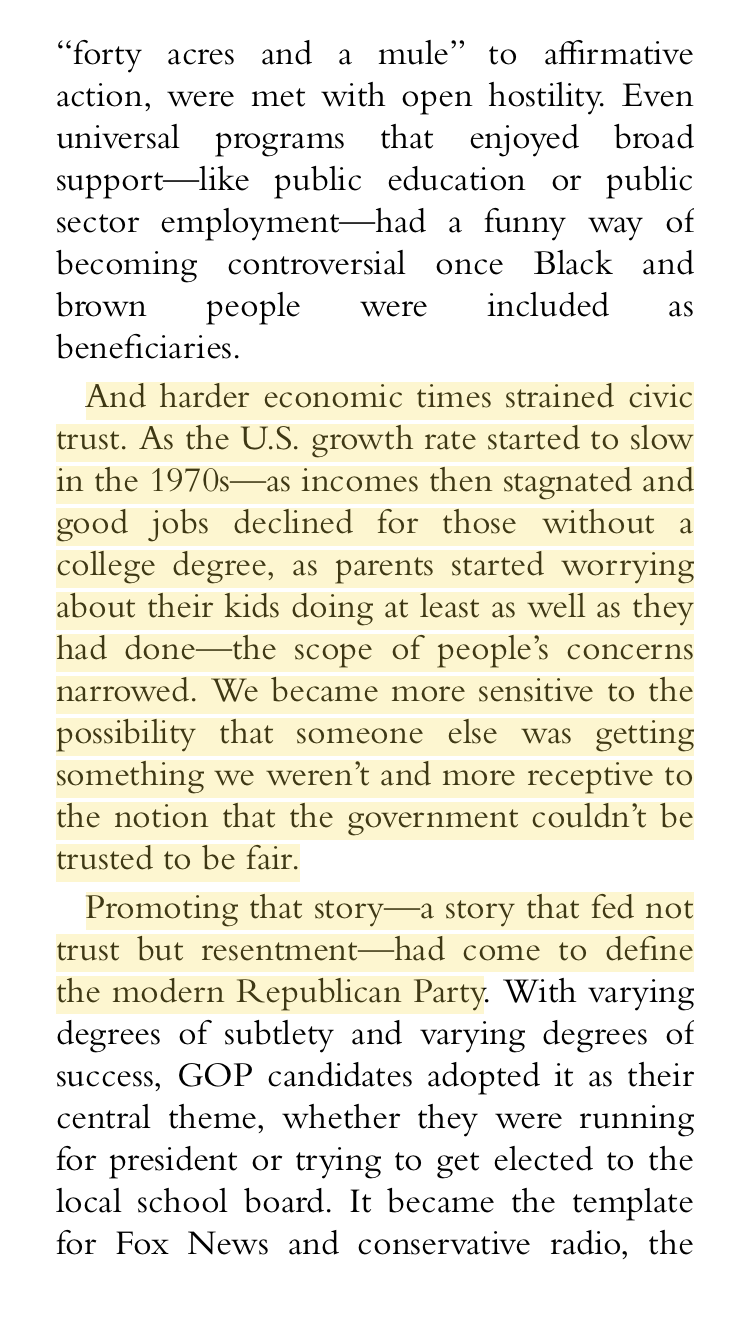 “forty acres and a mule” to affirmative
action, were met with open hostility. Even
universal programs that enjoyed broad
support—like public education or public
sector employment—had a funny way of
becoming controversial once Black and
brown people were included as
beneficiaries.
And harder economic times strained civic
trust. As the U.S. growth rate started to slow
in the 1970s—as incomes then stagnated and
good jobs declined for those without a
college degree, as parents started worrying
about their kids doing at least as well as they
had done—the scope of people’s concerns
narrowed. We became more sensitive to the
possibility that someone else was getting
something we weren’t and more receptive to
the notion that the government couldn’t be
trusted to be fair.
Promoting that story—a story that fed not
trust but resentment—had come to define
the modern Republican Party. With varying
degrees of subtlety and varying degrees of
success, GOP candidates adopted it as their
central theme, whether they were running
for president or trying to get elected to the
local school board. It became the template
for Fox News and conservative radio, the